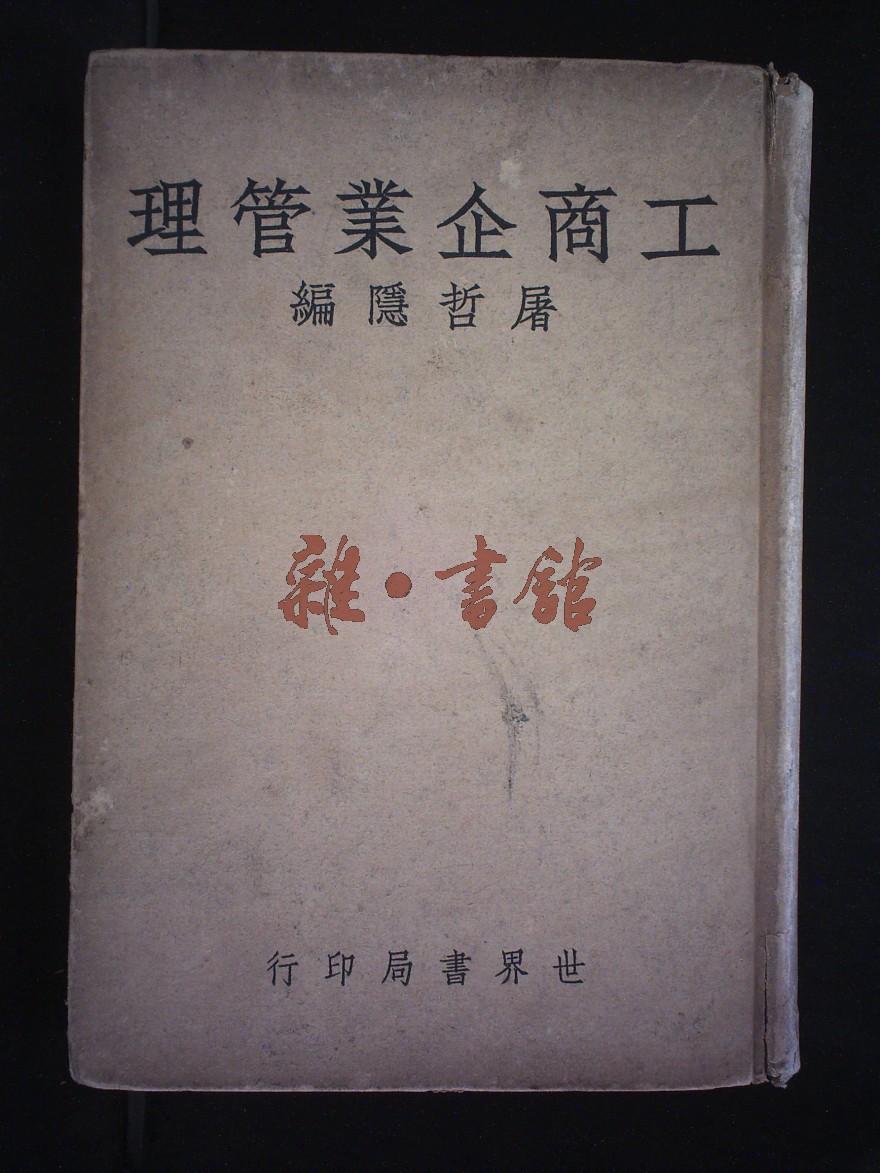 工商企業管理
屠哲隱編
雜·書館
世界書局印行